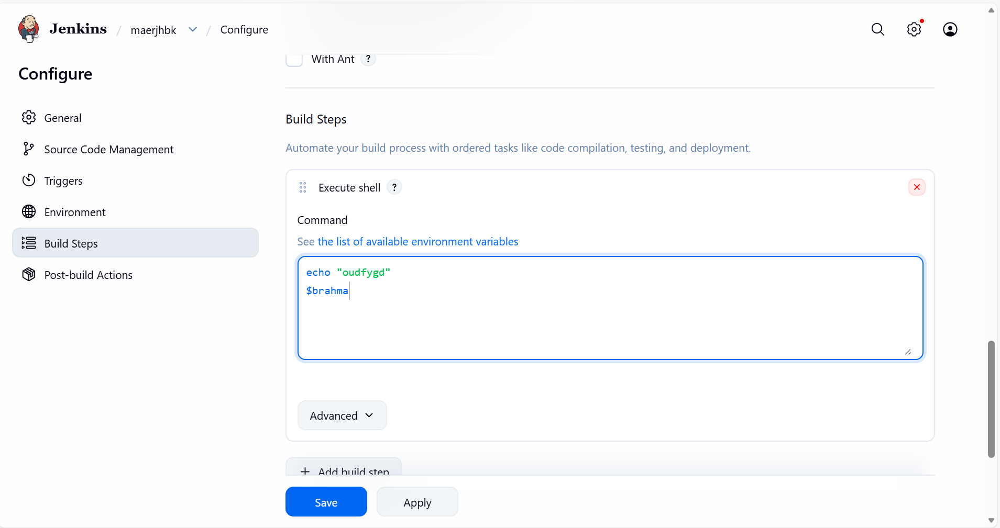 Jenkins / maerjhbk / Configure
Configure
General
Source Code Management
Triggers
Environment
Build Steps
Post-build Actions
With Ant ?
Build Steps
Automate your build process with ordered tasks like code compilation, testing, and deployment.
Execute shell ?
Command
See the list of available environment variables
echo "oudfygd"
$brahma
Advanced
+ Add build step
Save
Apply